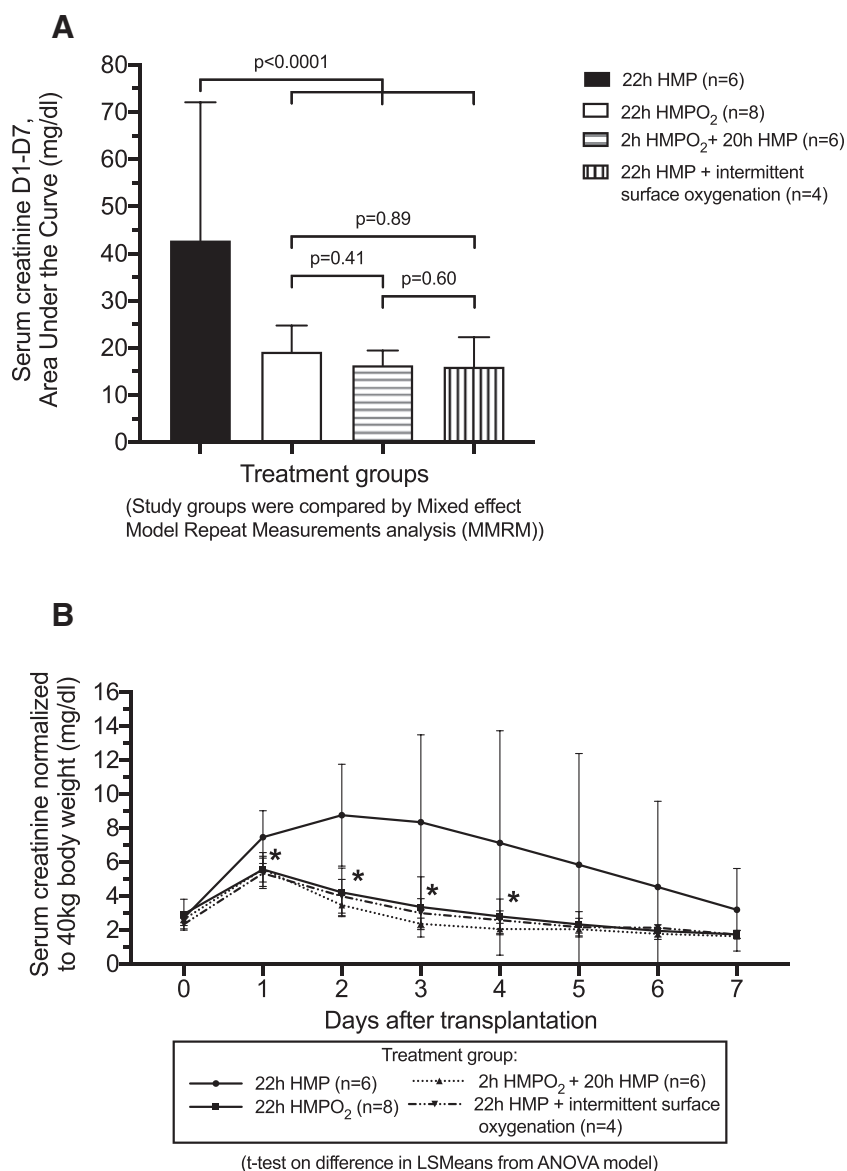 A
Serum creatinine D1-D7,
Area Under the Curve (mg/dl)
80
70
60
50
40
30
20
10
0
p<0.0001
p=0.89
p=0.41
p=0.60
22h HMP (n=6)
22h HMPO2 (n=8)
2h HMPO2+ 20h HMP (n=6)
22h HMP + intermittent
surface oxygenation (n=4)
Treatment groups
(Study groups were compared by Mixed effect
Model Repeat Measurements analysis (MMRM))
B
Serum creatinine normalized
to 40kg body weight (mg/dl)
16
14
12
10
8
6
4
2
0
* * * *
0 1 2 3 4 5 6 7
Days after transplantation
Treatment group:
22h HMP (n=6)
22h HMPO2 (n=8)
2h HMPO2 + 20h HMP (n=6)
22h HMP + intermittent surface
oxygenation (n=4)
(t-test on difference in LSMeans from ANOVA model)